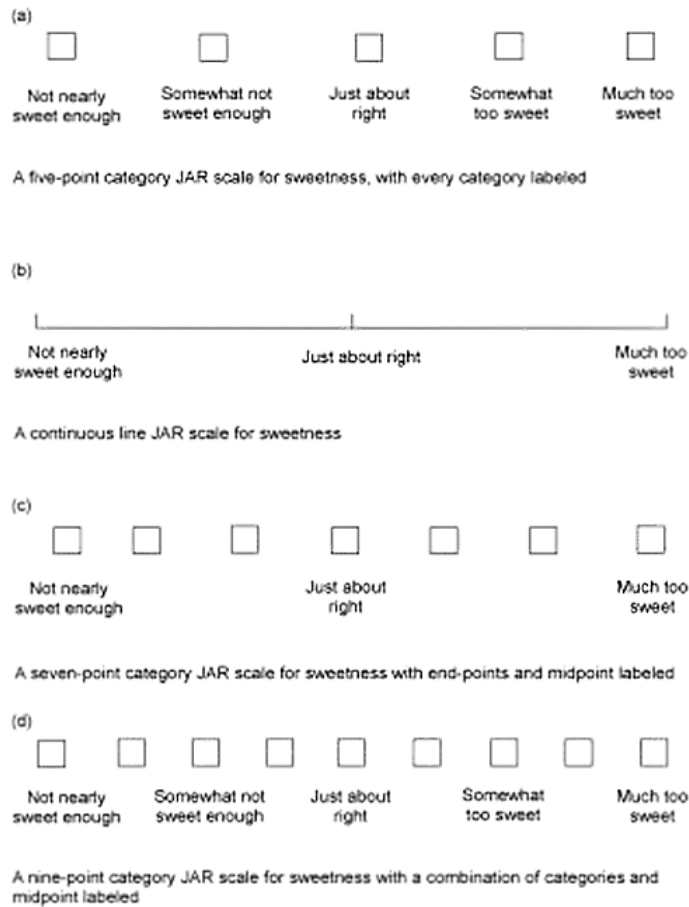 (a)
Not nearly Somewhat not Just about Somewhat Much too
sweet enough sweet enough right too sweet sweet
A five-point category JAR scale for sweetness, with every category labeled
(b)
Not nearly Just about right Much too
sweet enough sweet
A continuous line JAR scale for sweetness
(c)
Not nearly Just about Much too
sweet enough right sweet
A seven-point category JAR scale for sweetness with end-points and midpoint labeled
(d)
Not nearly Somewhat not Just about Somewhat Much too
sweet enough sweet enough right too sweet sweet
A nine-point category JAR scale for sweetness with a combination of categories and
midpoint labeled